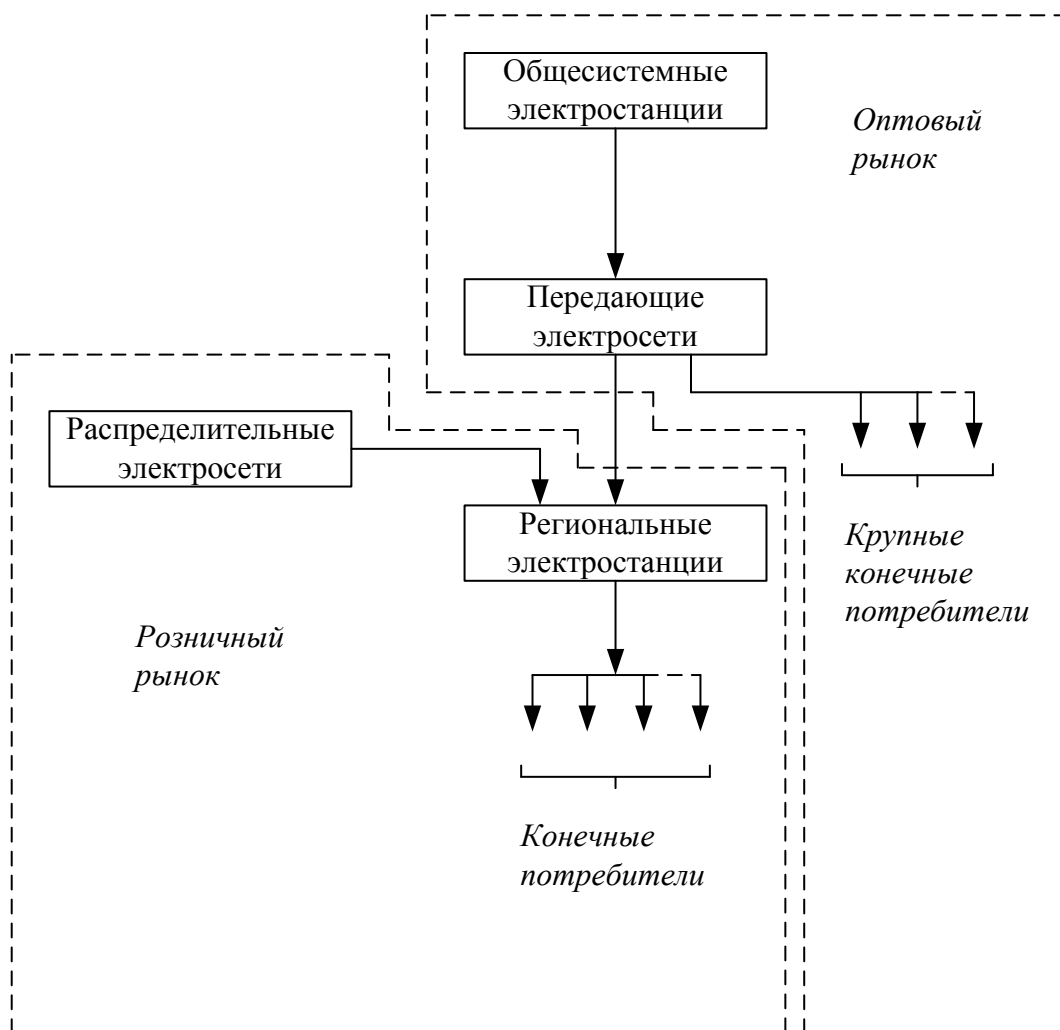 Общесистемные
электростанции
Оптовый
рынок
Передающие
электросети
Распределительные
электросети
Региональные
электростанции
Крупные
конечные
потребители
Розничный
рынок
Конечные
потребители